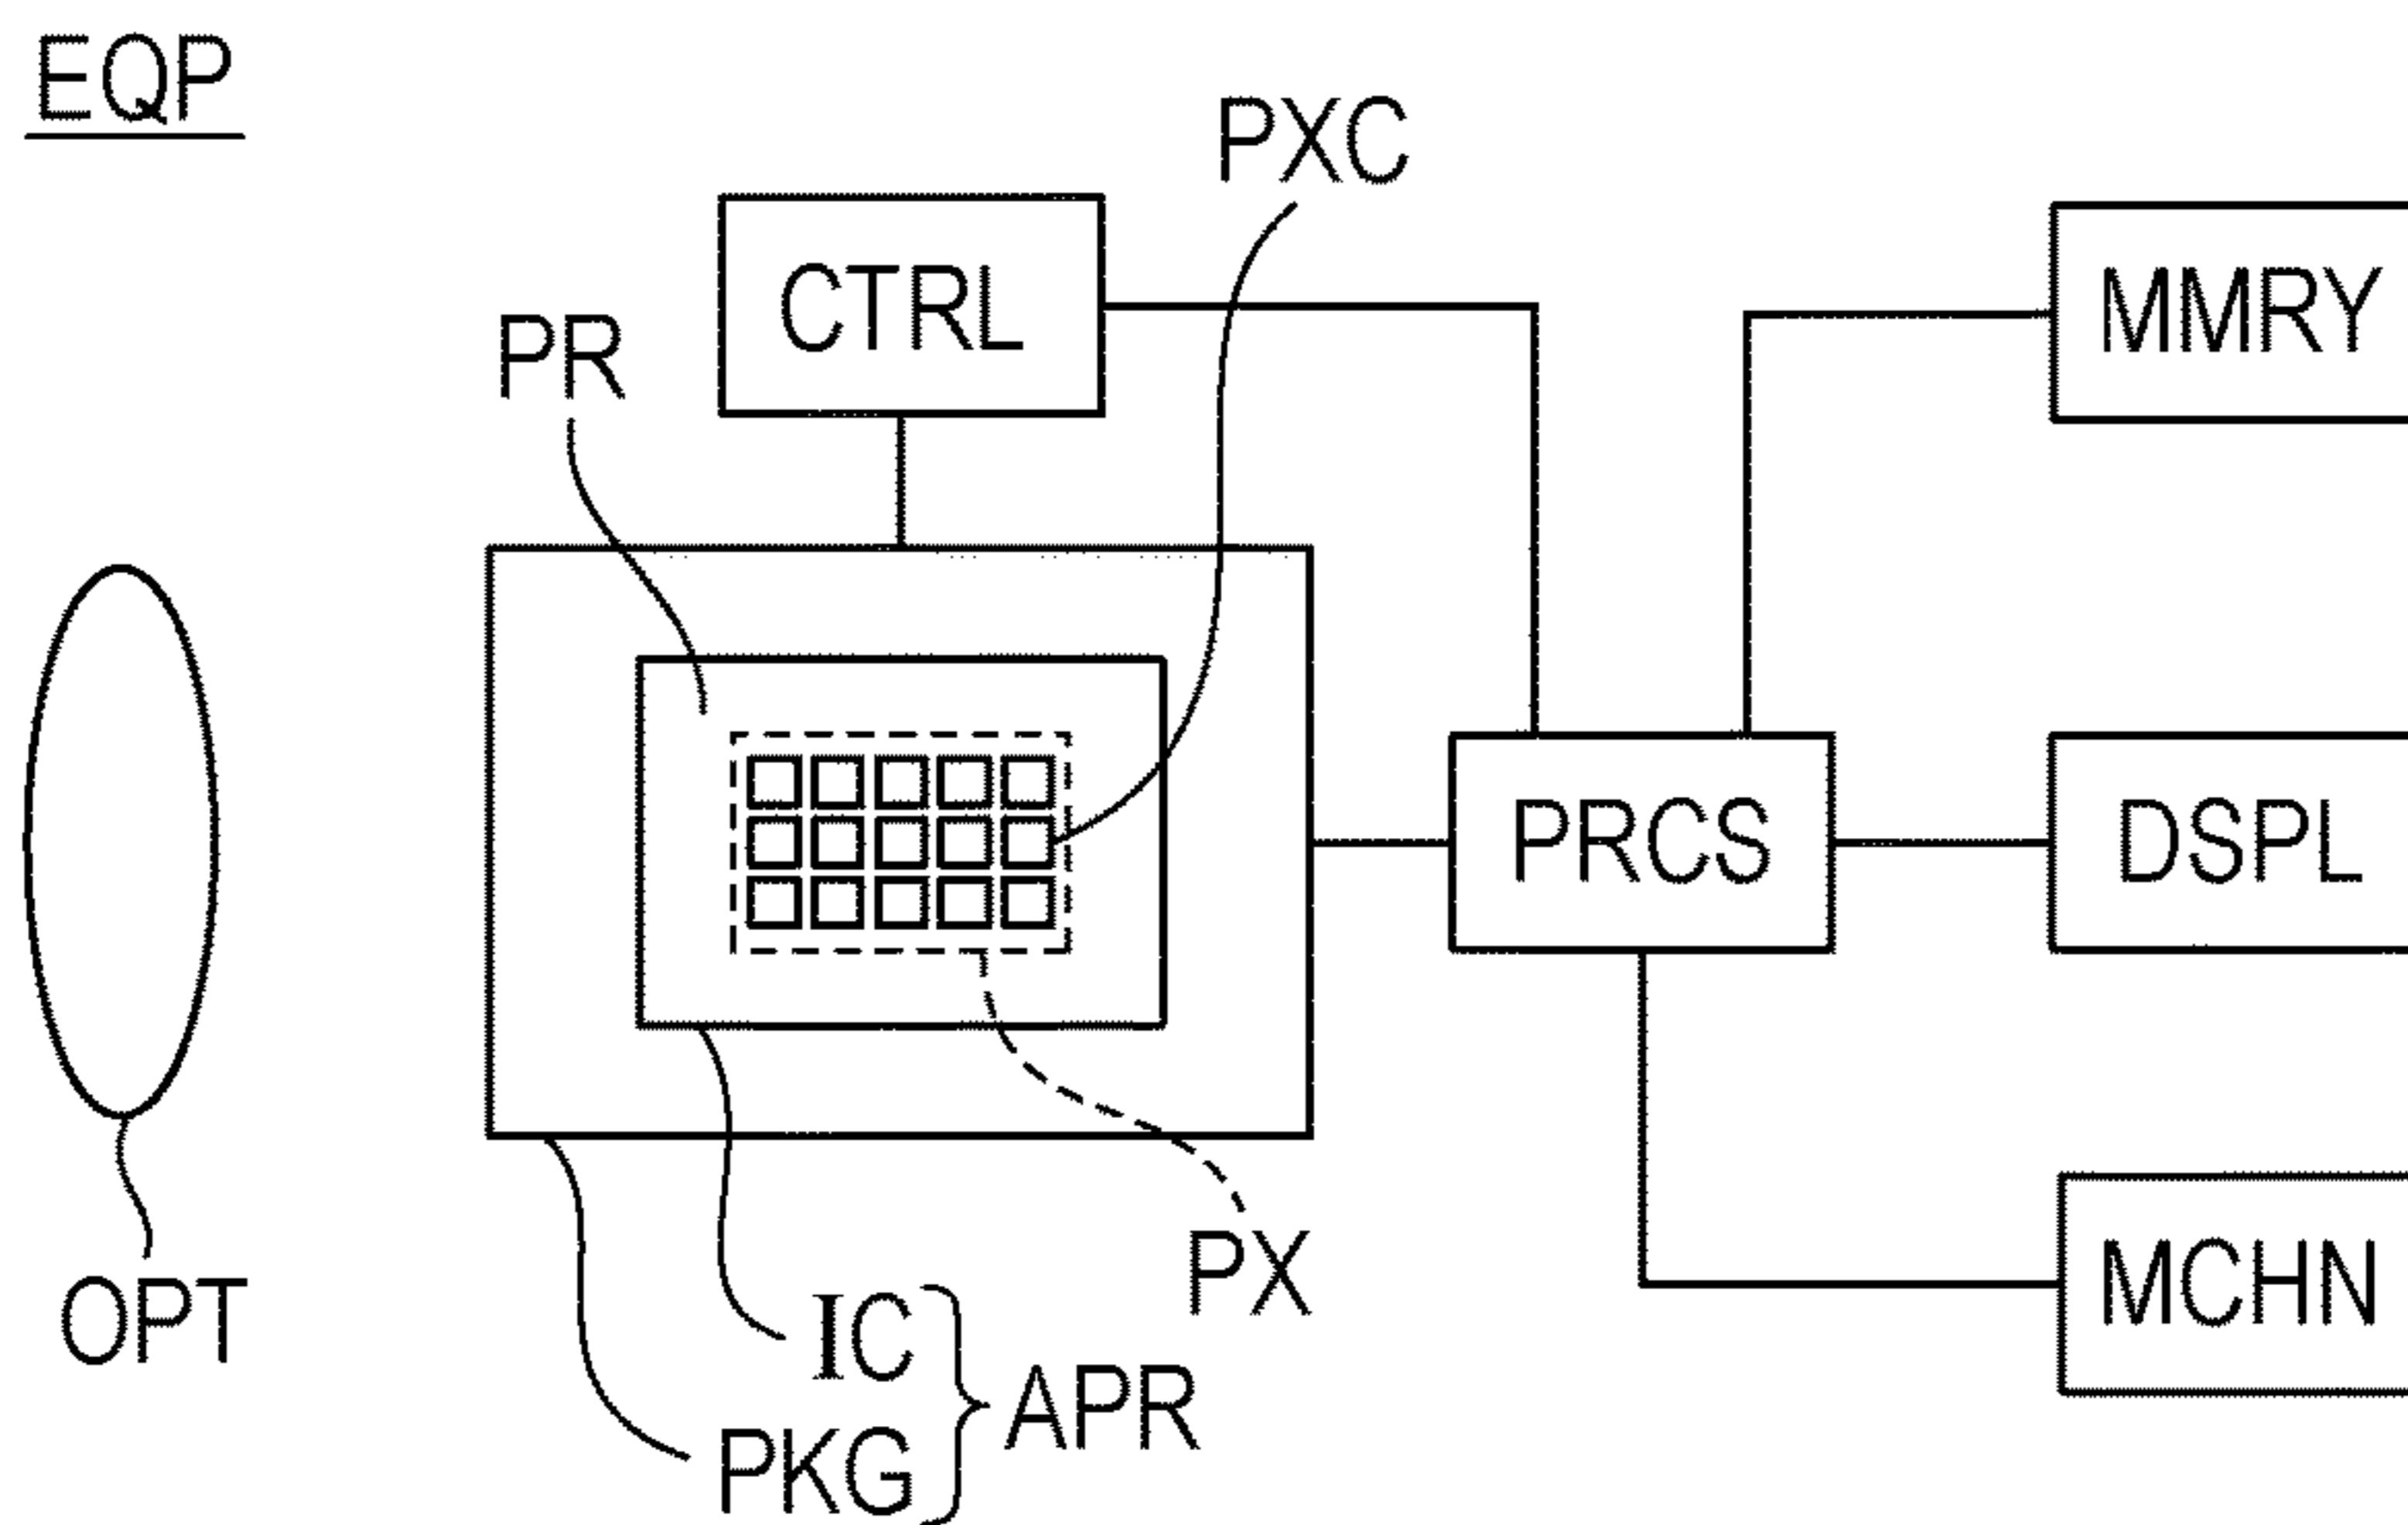 EQP
PXC
CTRL
MMRY
PR
PRCS
DSPL
OPT
PX
MCHN
IC
APR
PKG